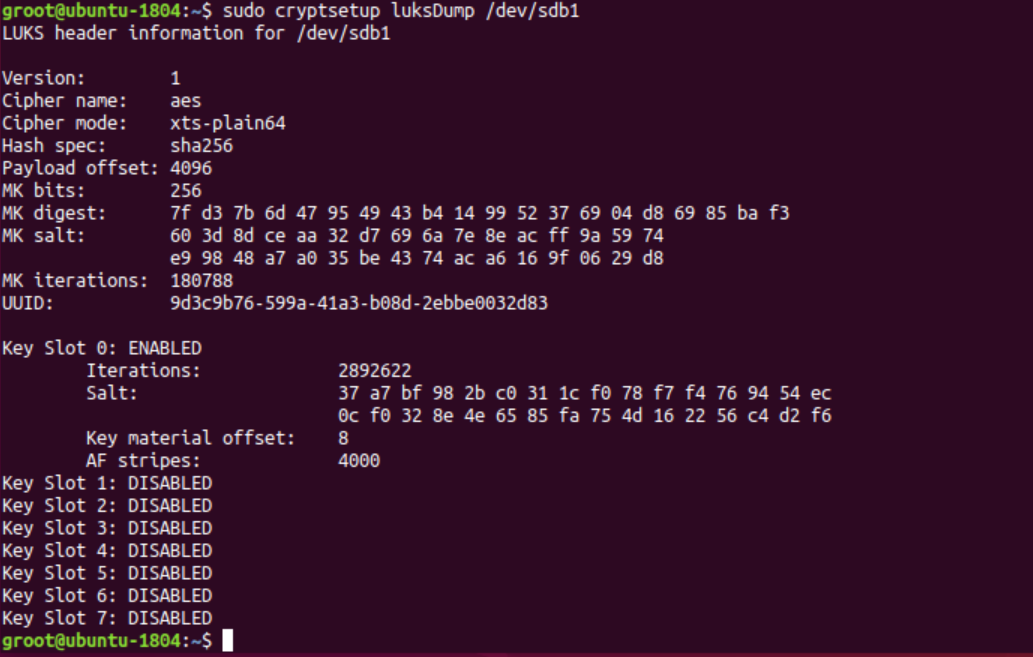 groot@ubuntu-1804:~$ sudo cryptsetup luksDump /dev/sdb1
LUKS header information for /dev/sdb1
Version: 1
Cipher name: aes
Cipher mode: xts-plain64
Hash spec: sha256
Payload offset: 4096
MK bits: 256
MK digest: 7f d3 7b 6d 47 95 49 43 b4 14 99 52 37 69 04 d8 69 85 ba f3
MK salt: 60 3d 8d ce aa 32 d7 69 6a 7e 8e ac ff 9a 59 74
e9 98 48 a7 a0 35 be 43 74 ac a6 16 9f 06 29 d8
MK iterations: 180788
UUID: 9d3c9b76-599a-41a3-b08d-2ebbe0032d83
Key Slot 0: ENABLED
Iterations: 2892622
Salt: 37 a7 bf 98 2b c0 31 1c f0 78 f7 f4 76 94 54 ec
0c f0 32 8e 4e 65 85 fa 75 4d 16 22 56 c4 d2 f6
Key material offset: 8
AF stripes: 4000
Key Slot 1: DISABLED
Key Slot 2: DISABLED
Key Slot 3: DISABLED
Key Slot 4: DISABLED
Key Slot 5: DISABLED
Key Slot 6: DISABLED
Key Slot 7: DISABLED
groot@ubuntu-1804:~$